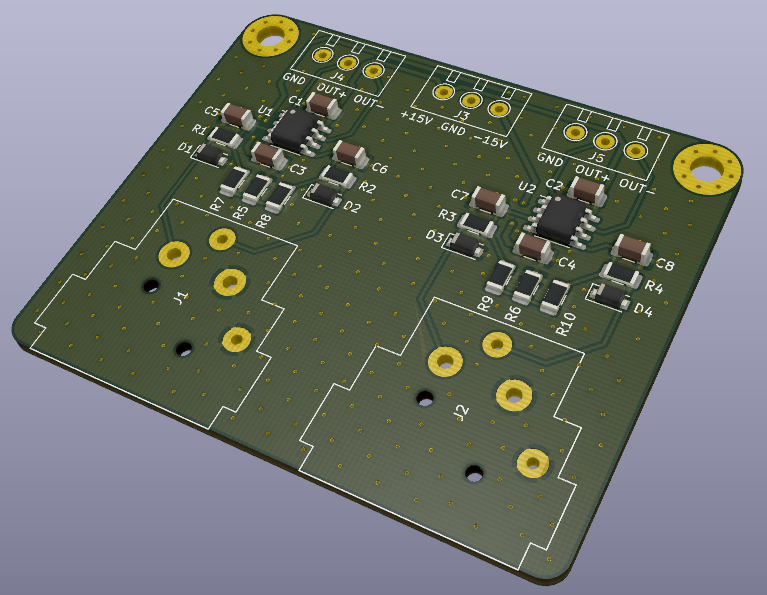 J4
GND OUT+ OUT-
J3
+15V GND -15V
J5
GND OUT+ OUT-
C5
U1
C1
R1
D1
C3
C6
R2
D2
R7
R5
R8
J1
C7
U2
C2
R3
D3
C4
C8
R4
D4
R9
R6
R10
J2